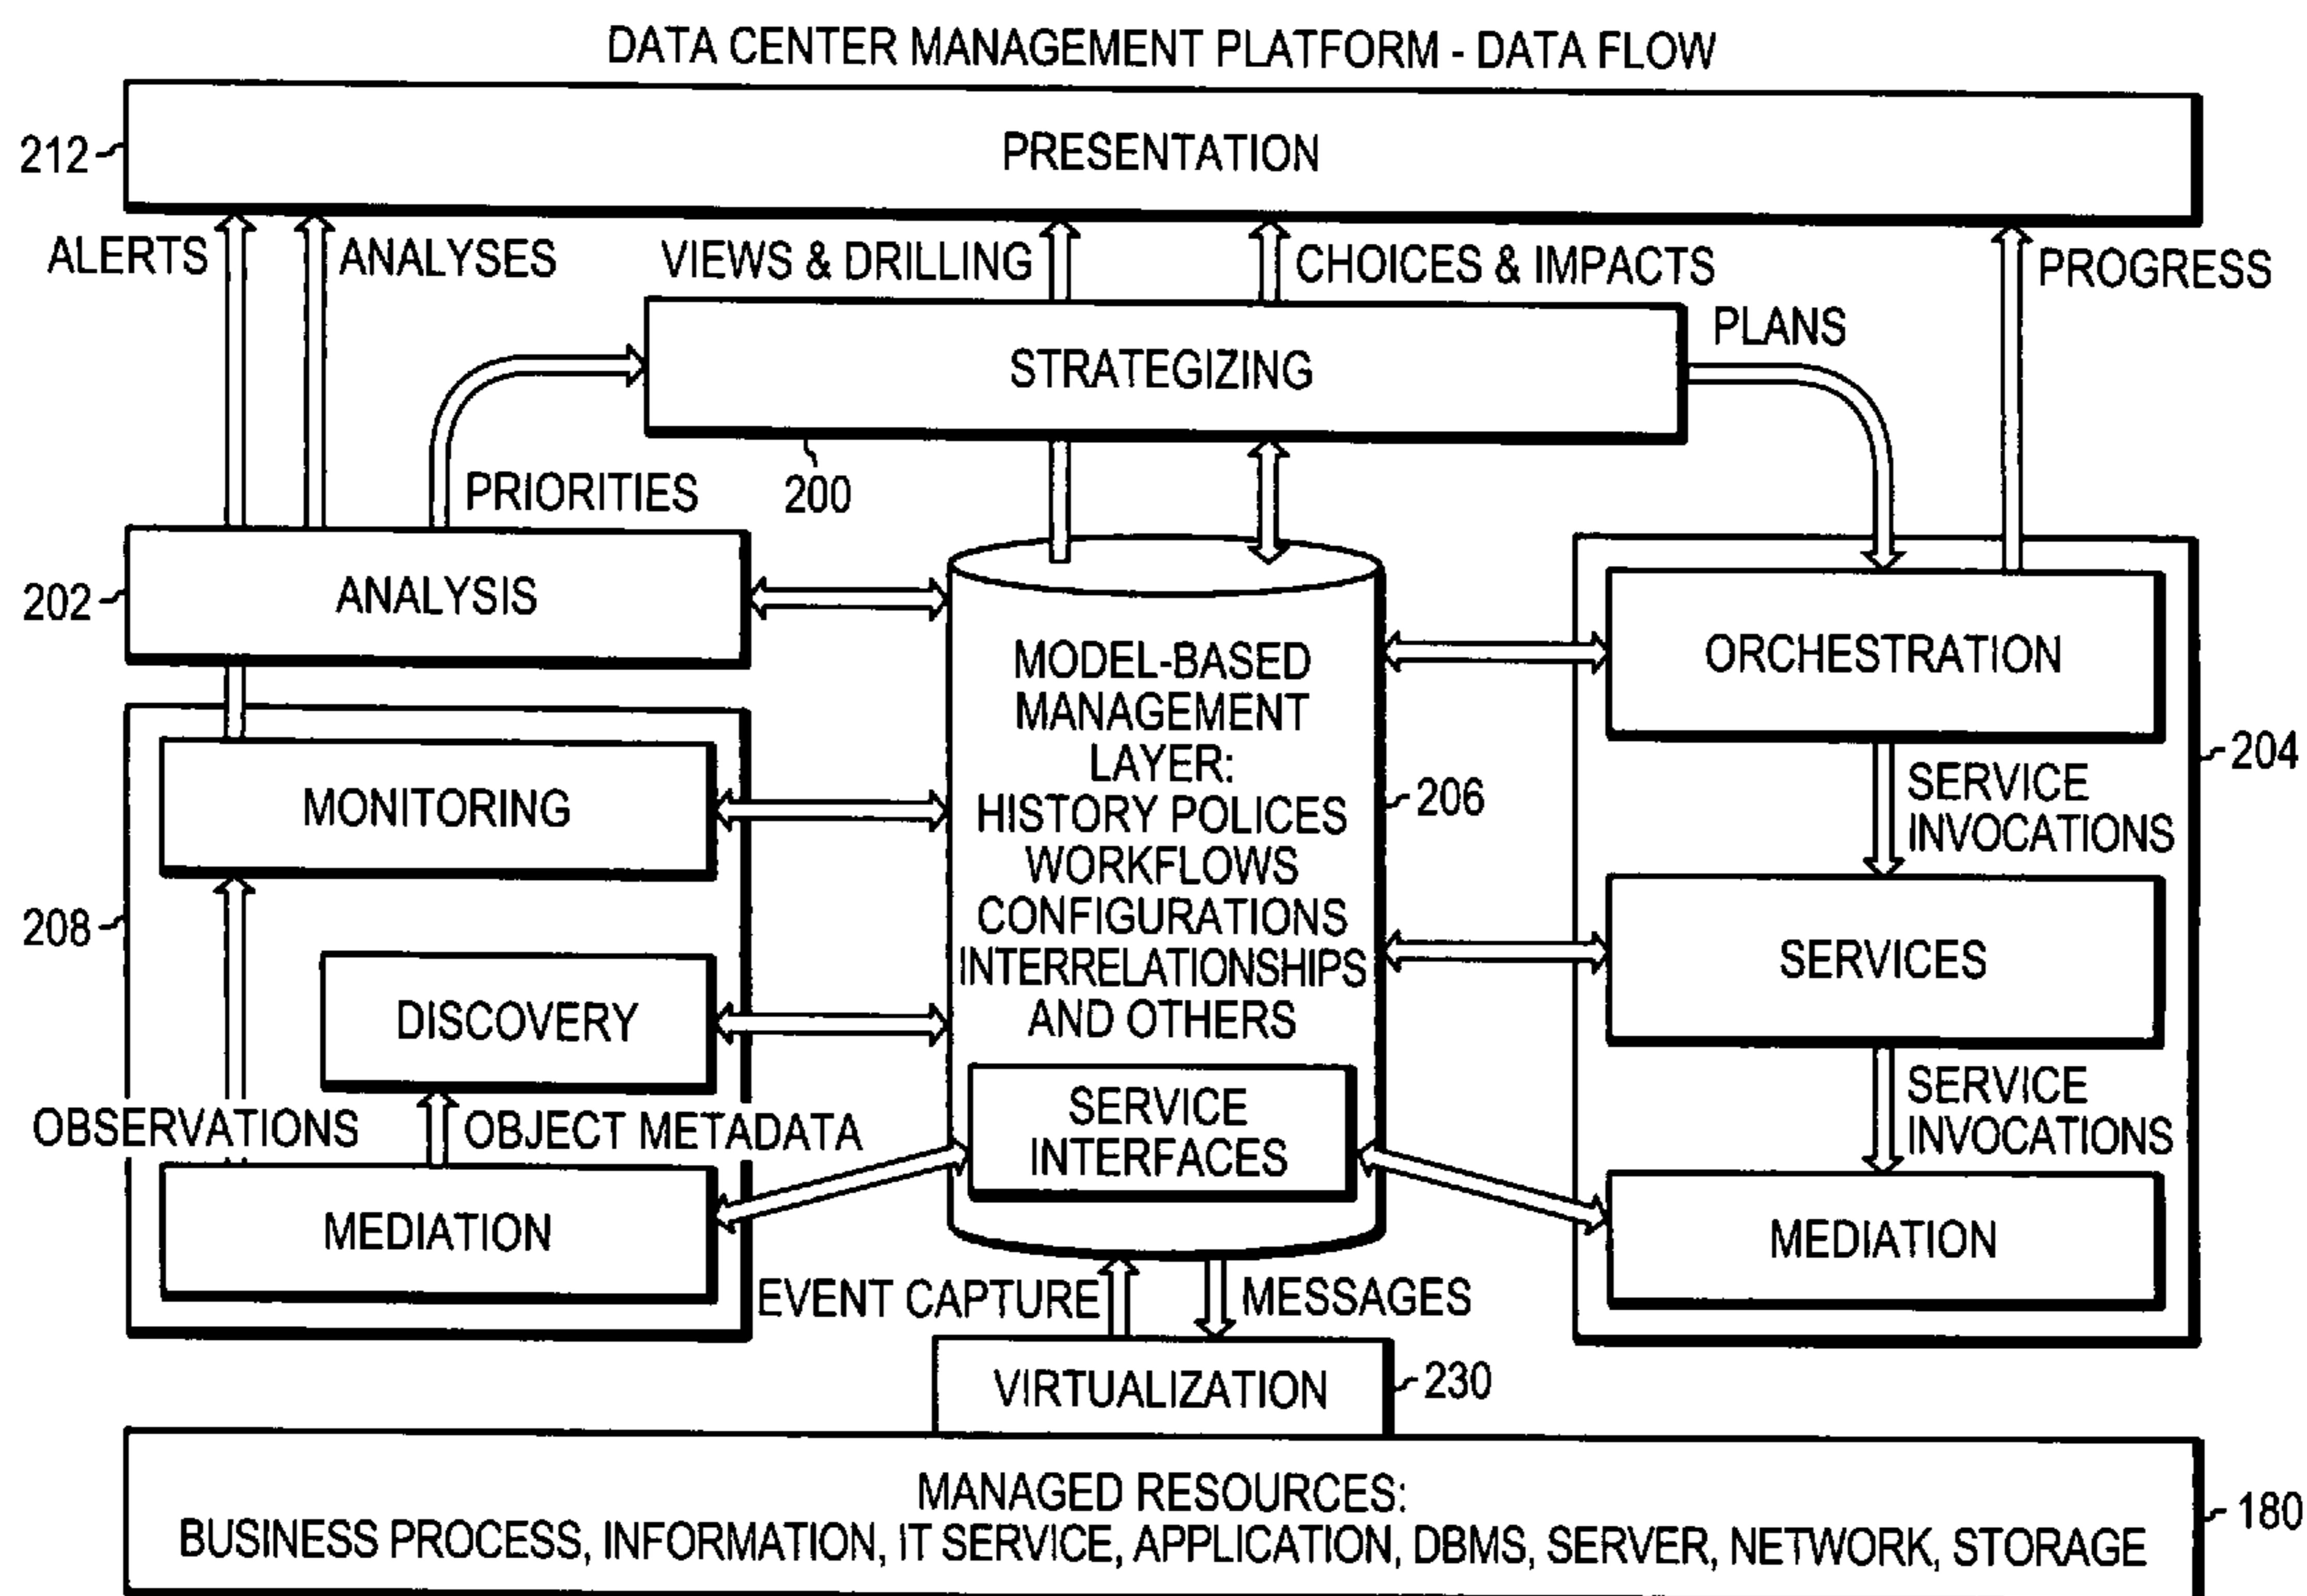 DATA CENTER MANAGEMENT PLATFORM - DATA FLOW
PRESENTATION
212
ALERTS
ANALYSES
VIEWS & DRILLING
CHOICES & IMPACTS
PROGRESS
STRATEGIZING
PLANS
PRIORITIES
200
ANALYSIS
202
MODEL-BASED
MANAGEMENT
LAYER:
HISTORY POLICES
WORKFLOWS
CONFIGURATIONS
INTERRELATIONSHIPS
AND OTHERS
206
ORCHESTRATION
204
MONITORING
SERVICE
INVOCATIONS
208
DISCOVERY
SERVICES
OBSERVATIONS
OBJECT METADATA
SERVICE
INTERFACES
SERVICE
INVOCATIONS
MEDIATION
MEDIATION
EVENT CAPTURE
MESSAGES
VIRTUALIZATION
230
MANAGED RESOURCES:
BUSINESS PROCESS, INFORMATION, IT SERVICE, APPLICATION, DBMS, SERVER, NETWORK, STORAGE
180